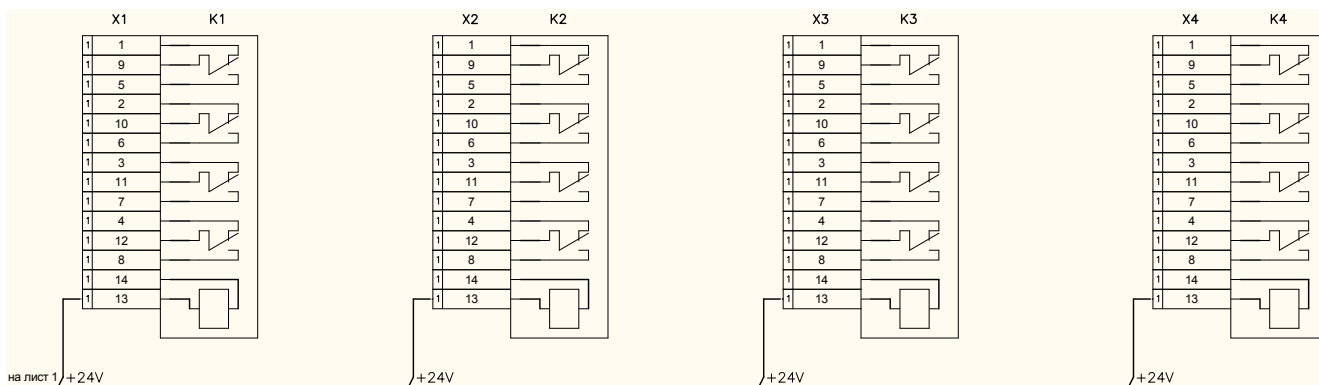 X1 K1 X2 K2 X3 K3 X4 K4
1 1 1 1 1 1 1 1
1 9 1 9 1 9 1 9
1 5 1 5 1 5 1 5
1 2 1 2 1 2 1 2
1 10 1 10 1 10 1 10
1 6 1 6 1 6 1 6
1 3 1 3 1 3 1 3
1 11 1 11 1 11 1 11
1 7 1 7 1 7 1 7
1 4 1 4 1 4 1 4
1 12 1 12 1 12 1 12
1 8 1 8 1 8 1 8
1 14 1 14 1 14 1 14
1 13 1 13 1 13 1 13
на лист 1 +24V +24V +24V +24V